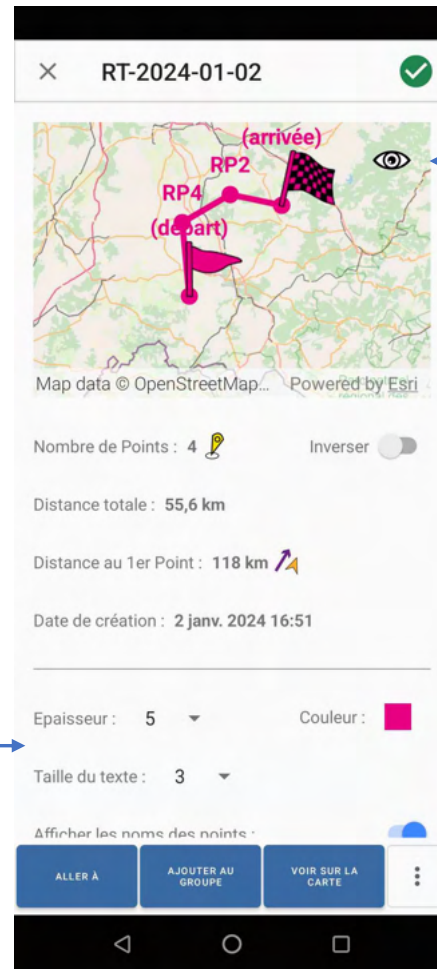 RT-2024-01-02
(arrivée)
RP2
RP4
(départ)
Map data © OpenStreetMap... Powered by Esri
Nombre de Points : 4 Inverser
Distance totale : 55,6 km
Distance au 1er Point : 118 km
Date de création : 2 janv. 2024 16:51
Epaisseur : 5 Couleur :
Taille du texte : 3
Afficher les noms des points :
ALLER À
AJOUTER AU
GROUPE
VOIR SUR LA
CARTE